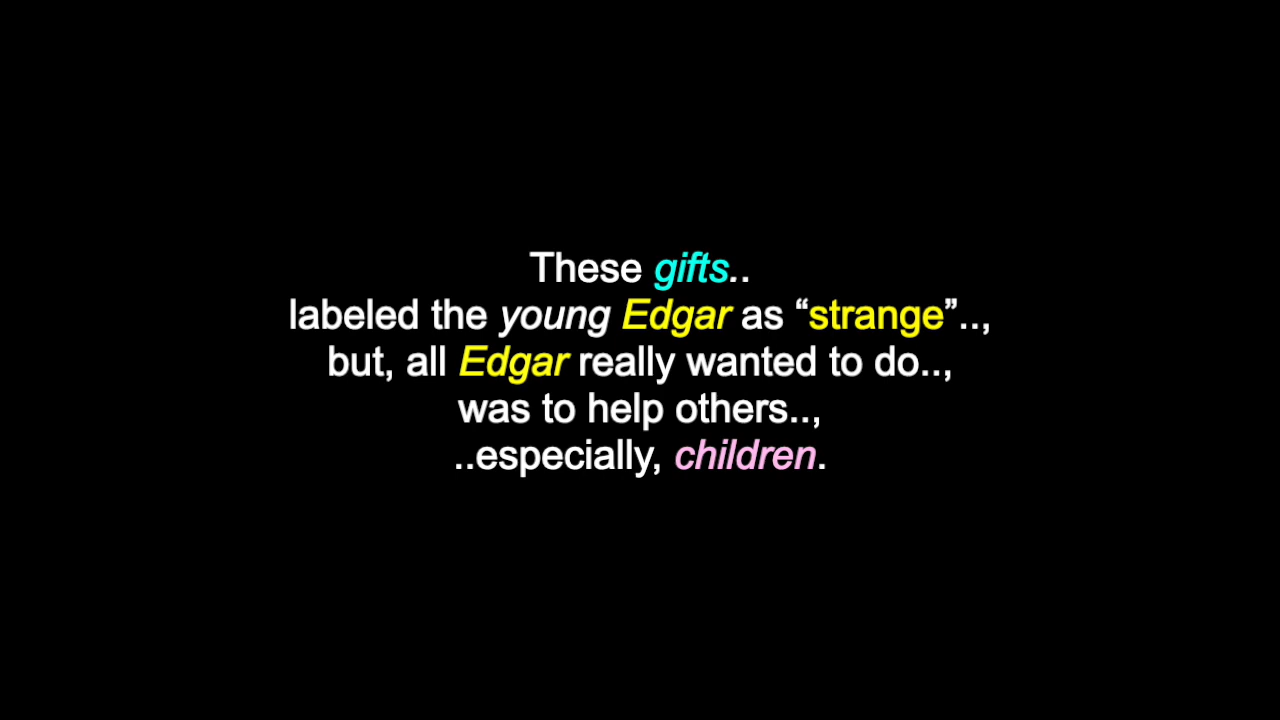 These gifts..
labeled the young Edgar as “strange”..,
but, all Edgar really wanted to do..,
was to help others..,
..especially, children.